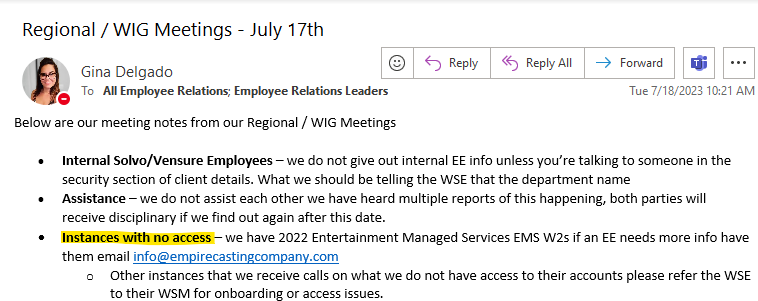 Regional / WIG Meetings - July 17th
Gina Delgado
Reply
Reply All
Forward
To All Employee Relations; Employee Relations Leaders
Tue 7/18/2023 10:21 AM
Below are our meeting notes from our Regional / WIG Meetings
• Internal Solvo/Vensure Employees – we do not give out internal EE info unless you're talking to someone in the
security section of client details. What we should be telling the WSE that the department name
• Assistance – we do not assist each other we have heard multiple reports of this happening, both parties will
receive disciplinary if we find out again after this date.
• Instances with no access – we have 2022 Entertainment Managed Services EMS W2s if an EE needs more info have
them email info@empirecastingcompany.com
o Other instances that we receive calls on what we do not have access to their accounts please refer the WSE
to their WSM for onboarding or access issues.